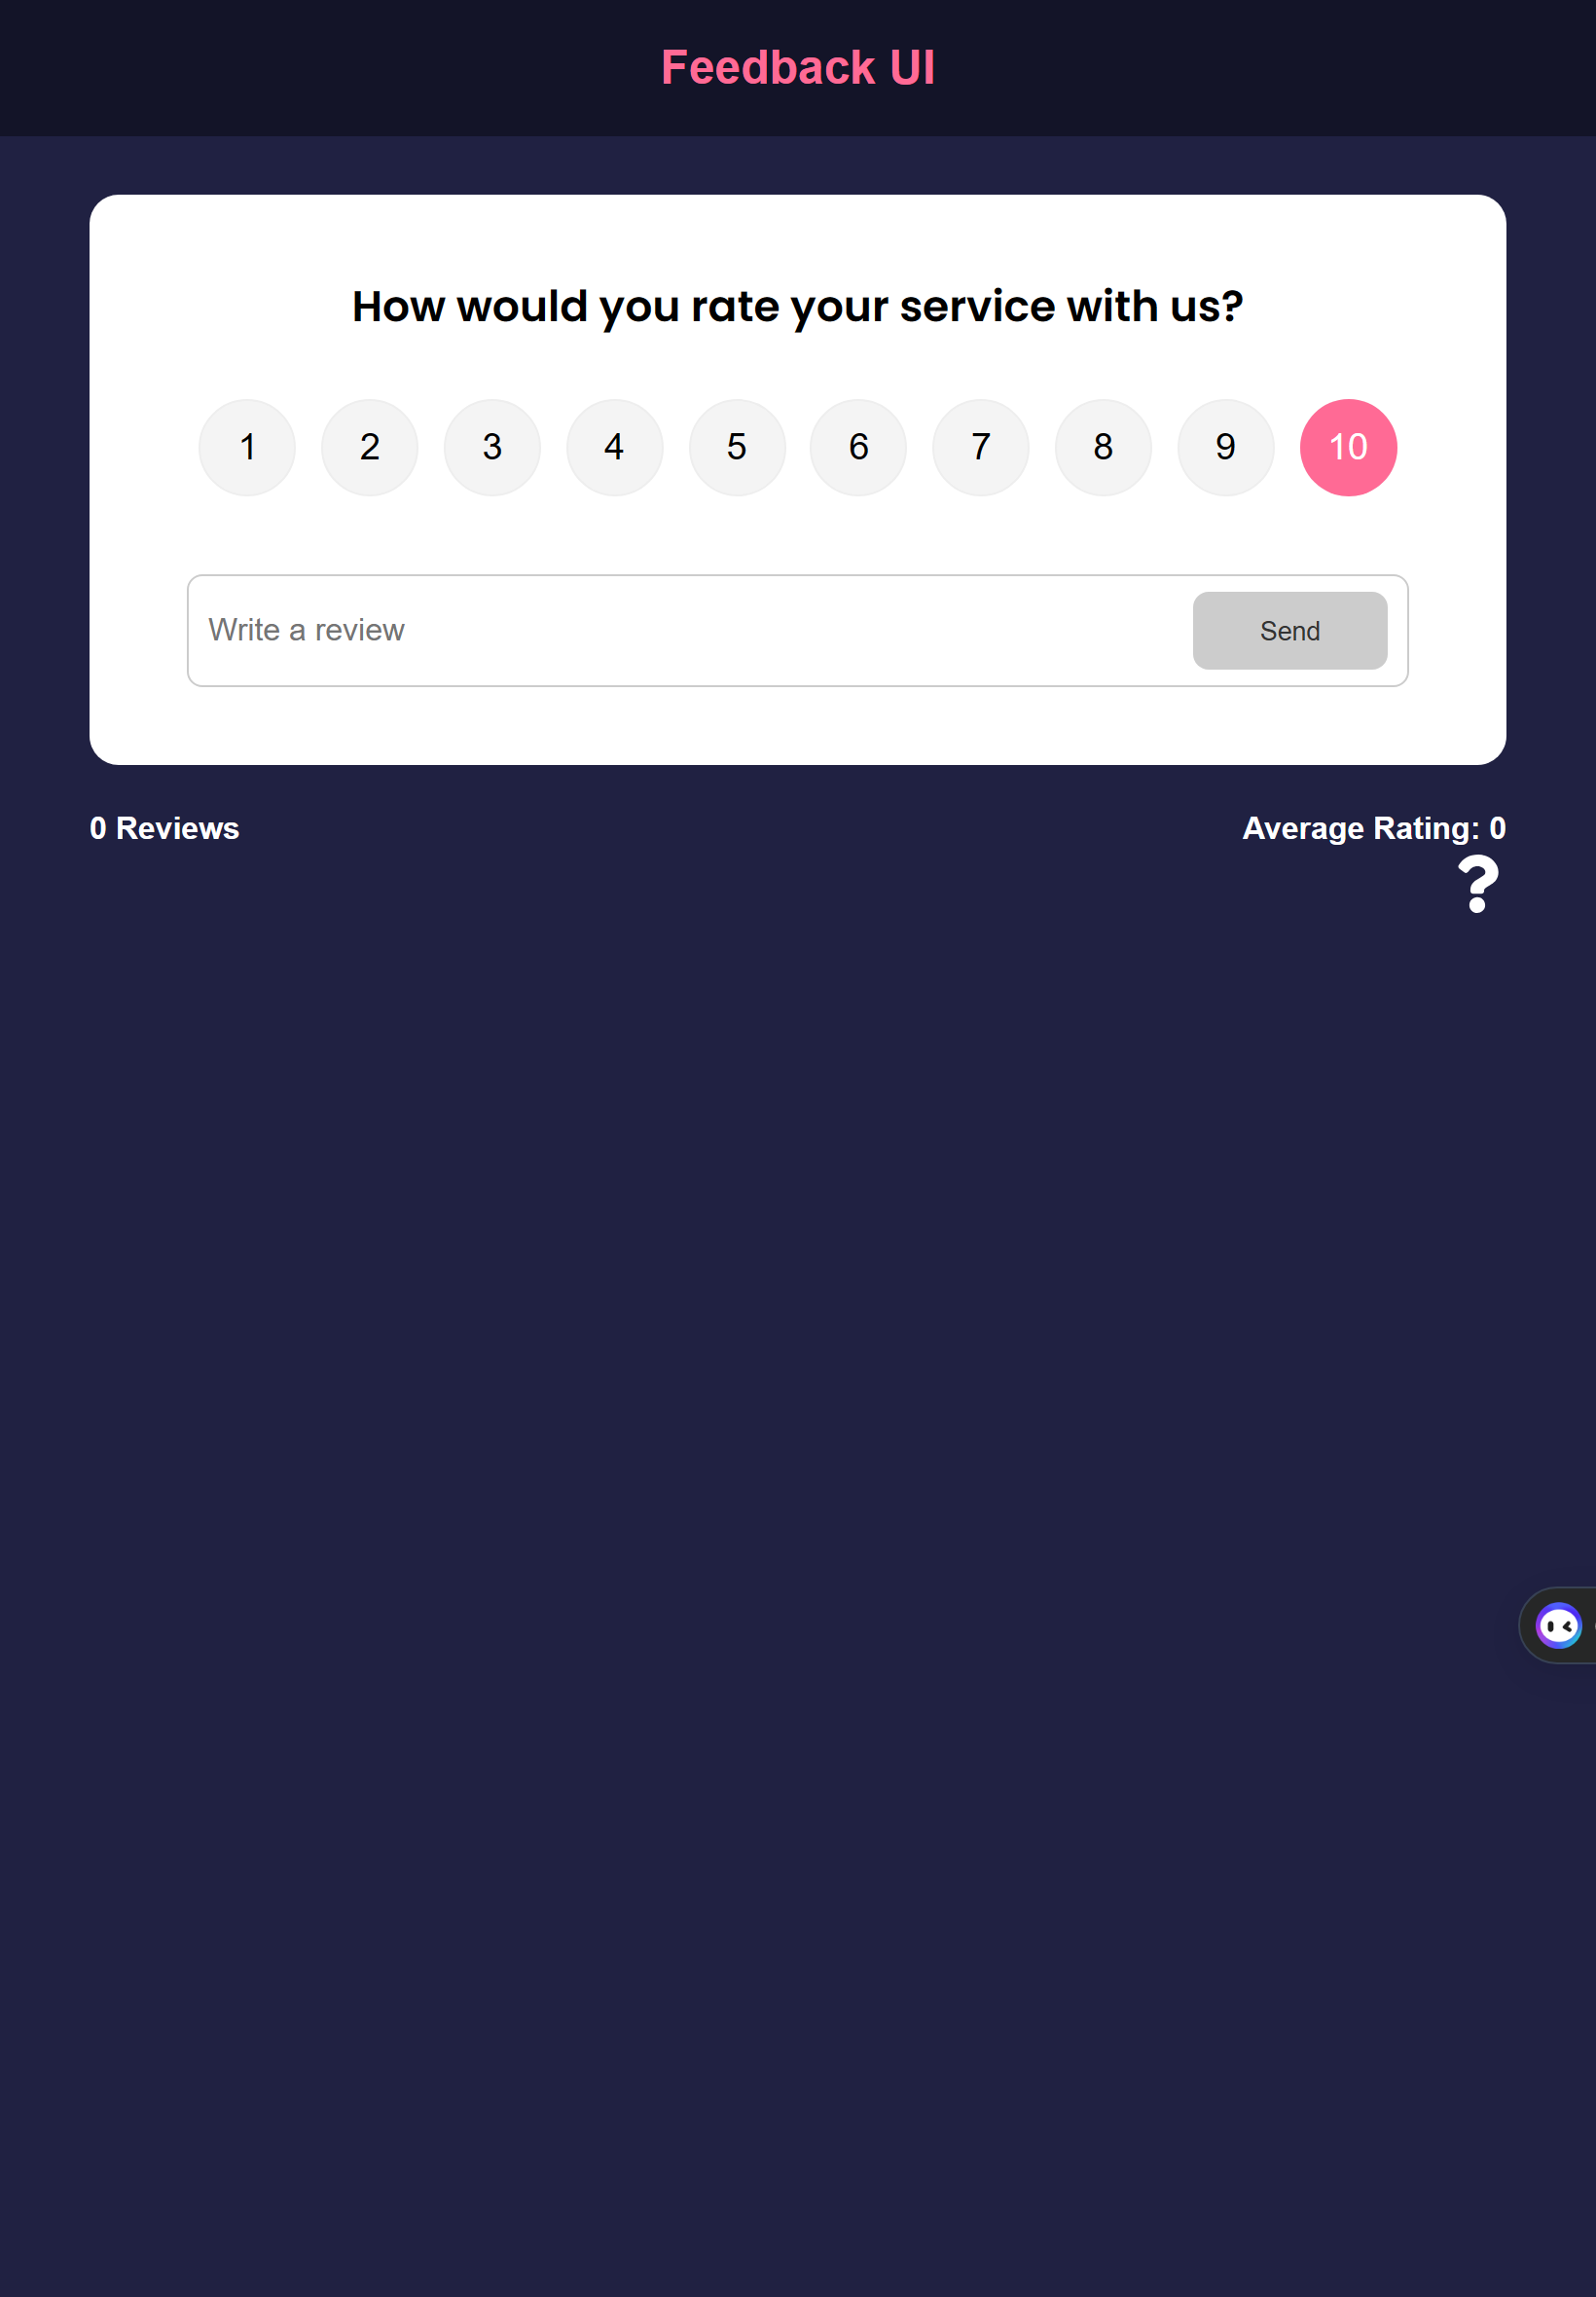 Feedback UI
How would you rate your service with us?
1 2 3 4 5 6 7 8 9 10
Write a review Send
0 Reviews Average Rating: 0
?